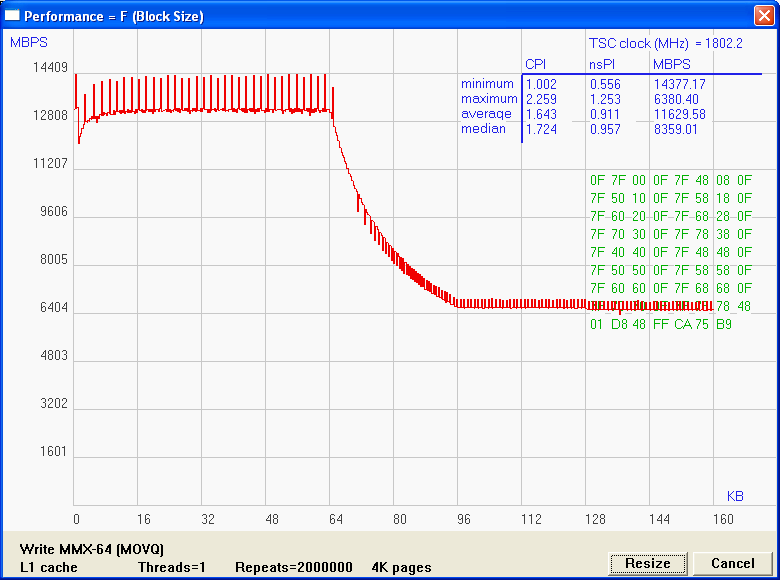 Performance = F (Block Size)
MBPS
TSC clock (MHz) = 1802.2
CPI nsPI MBPS
minimum 1.002 0.556 14377.17
maximum 2.259 1.253 6380.40
average 1.643 0.911 11629.58
median 1.724 0.957 8359.01
14409
12808
11207
9606
8005
6404
4803
3202
1601
0F 7F 00 0F 7F 48 08 0F
7F 50 10 0F 7F 58 18 0F
7F 60 20 0F 7F 68 28 0F
7F 70 30 0F 7F 78 38 0F
7F 40 40 0F 7F 48 48 0F
7F 50 50 0F 7F 58 58 0F
7F 60 60 0F 7F 68 68 0F
78 48
01 D8 48 FF CA 75 B9
KB
0 16 32 48 64 80 96 112 128 144 160
Write MMX-64 (MOVQ)
L1 cache Threads=1 Repeats=2000000 4K pages
Resize Cancel